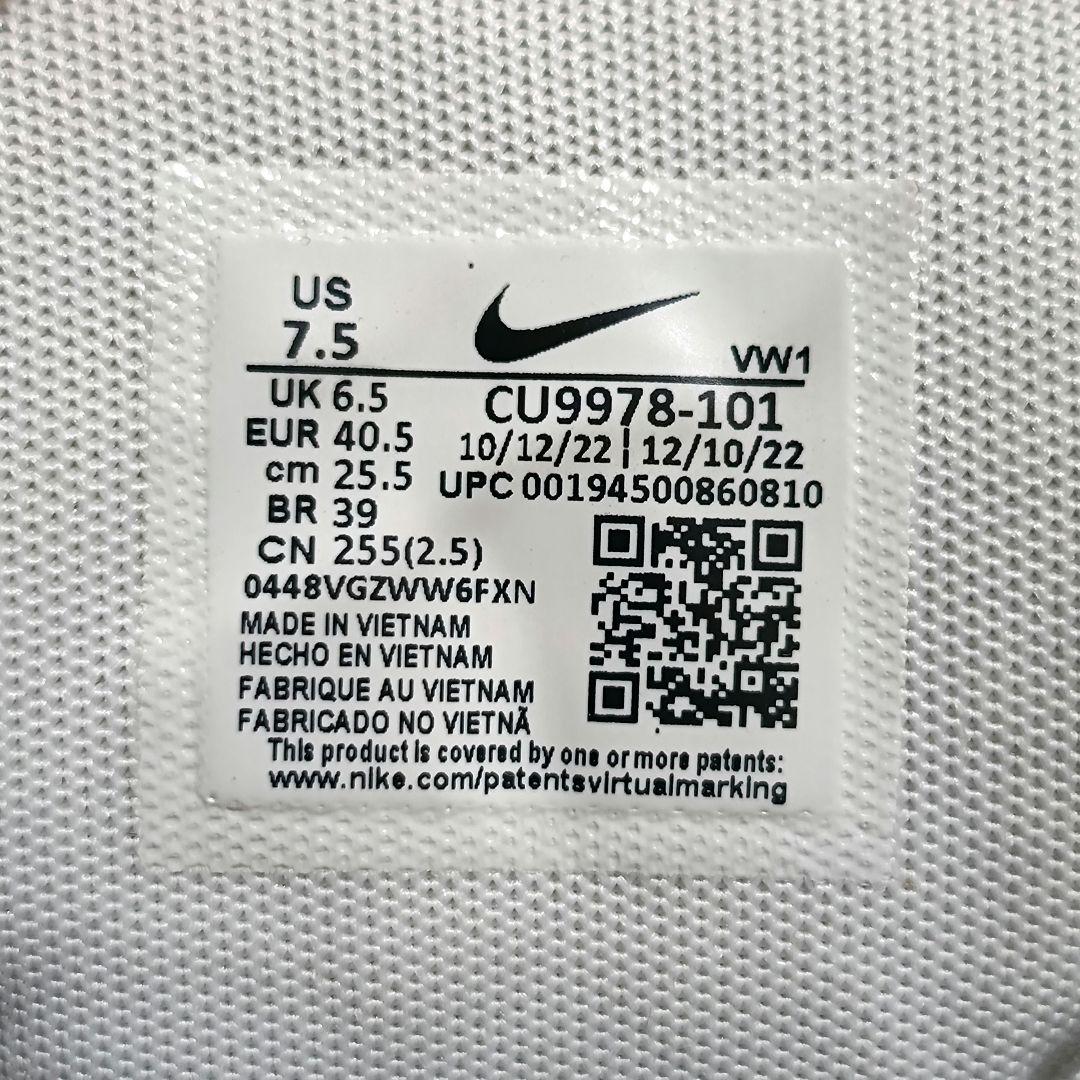 US
7.5
VW1
UK 6.5
EUR 40.5
cm 25.5
BR 39
CN 255(2.5)
CU9978-101
10/12/22 | 12/10/22
UPC 00194500860810
0448VGZWW6FXN
MADE IN VIETNAM
HECHO EN VIETNAM
FABRIQUE AU VIETNAM
FABRICADO NO VIETNÃ
This product is covered by one or more patents:
www.nike.com/patentsvirtualmarking